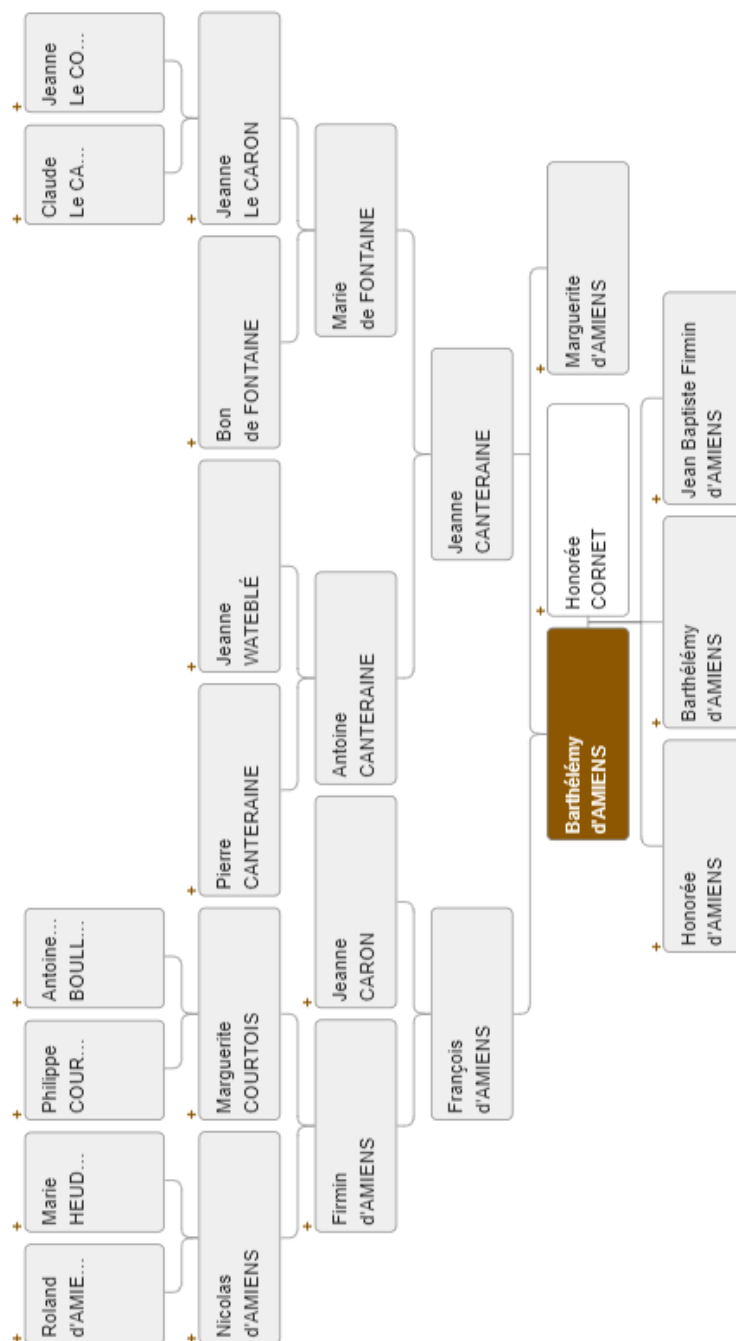 Roland
d'AMIE...
Marie
HEUD...
Philippe
COUR...
Antoine...
BOULL...
Claude
Le CA...
Jeanne
Le CO...
Nicolas
d'AMIENS
Marguerite
COURTOIS
Pierre
CANTERAINE
Jeanne
WATEBLÉ
Bon
de FONTAINE
Jeanne
Le CARON
Firmin
d'AMIENS
Jeanne
CARON
Antoine
CANTERAINE
Marie
de FONTAINE
François
d'AMIENS
Jeanne
CANTERAINE
Barthélémy
d'AMIENS
Honorée
CORNET
Marguerite
d'AMIENS
Honorée
d'AMIENS
Barthélémy
d'AMIENS
Jean Baptiste Firmin
d'AMIENS